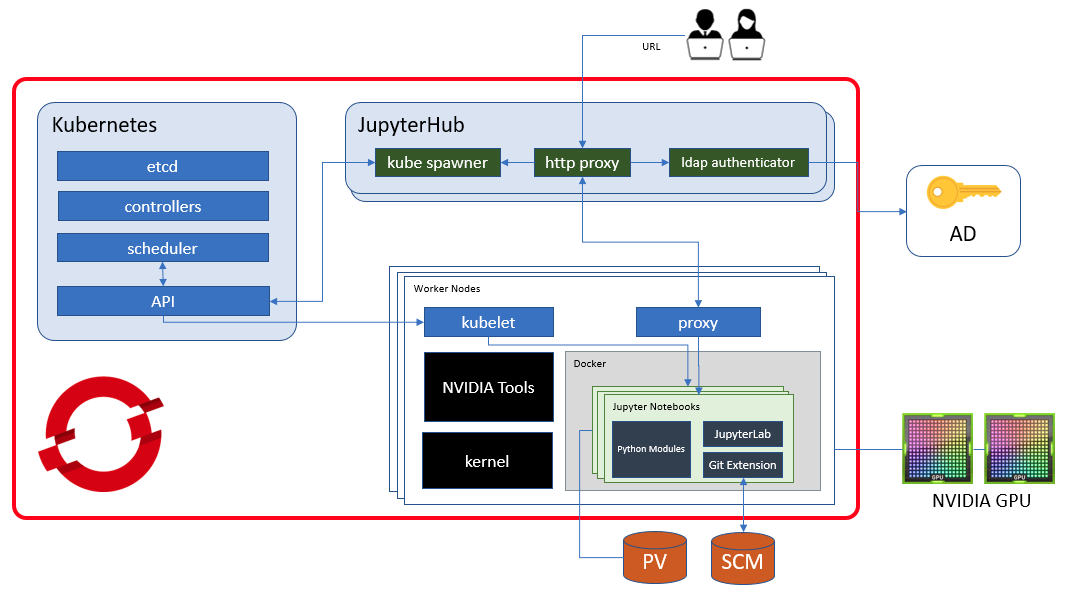 URL
Kubernetes
etcd
controllers
scheduler
API
JupyterHub
kube spawner
http proxy
ldap authenticator
AD
Worker Nodes
kubelet
proxy
NVIDIA Tools
kernel
Docker
Jupyter Notebooks
Python Modules
JupyterLab
Git Extension
GPU
GPU
NVIDIA GPU
PV
SCM